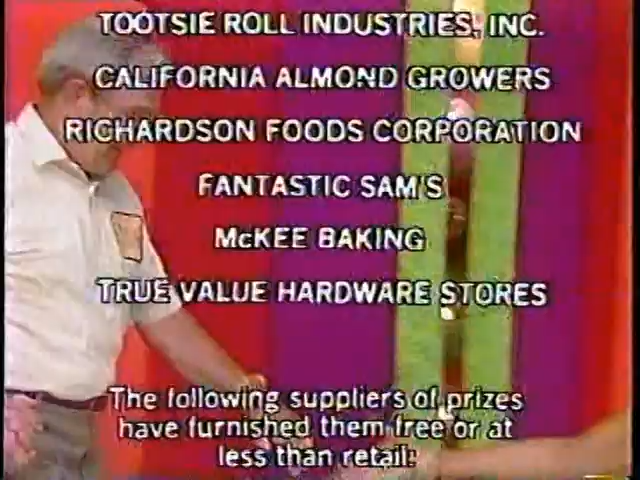 TOOTSIE ROLL INDUSTRIES, INC.
CALIFORNIA ALMOND GROWERS
RICHARDSON FOODS CORPORATION
FANTASTIC SAM'S
McKEE BAKING
TRUE VALUE HARDWARE STORES
The following suppliers of prizes
have furnished them free or at
less than retail: